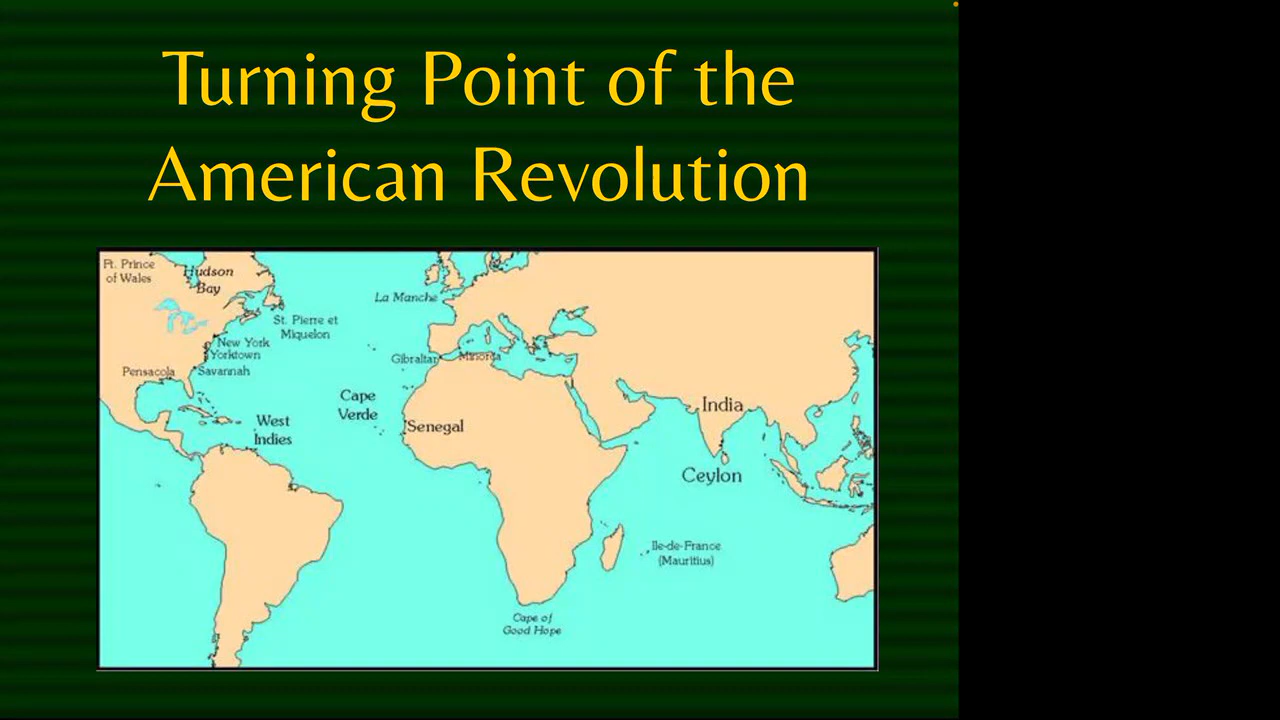 Turning Point of the
American Revolution
Ft. Prince
of Wales
Hudson
Bay
La Manche
St. Pierre et
Miquelon
New York
Yorktown
Gibraltar
Minorca
Pensacola
Savannah
Cape
Verde
West
Indies
Senegal
India
Ceylon
Ile-de-France
(Mauritius)
Cape of
Good Hope